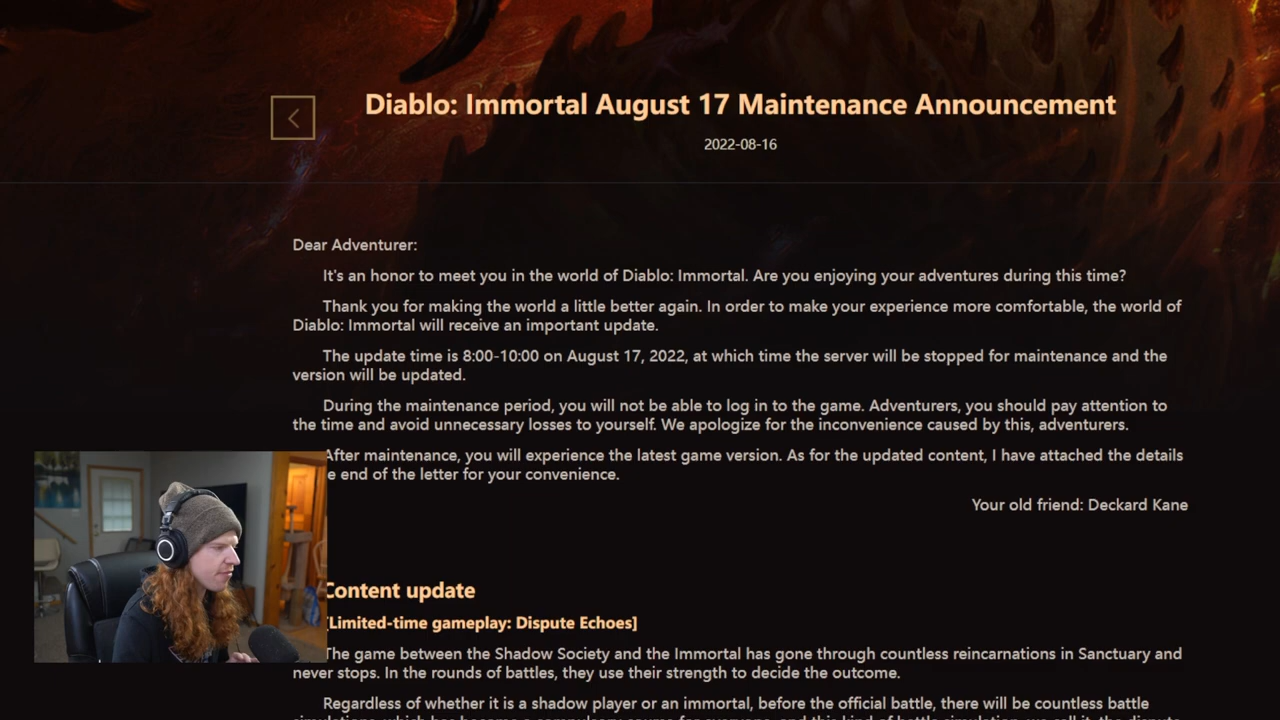 Diablo: Immortal August 17 Maintenance Announcement
2022-08-16
Dear Adventurer:
It's an honor to meet you in the world of Diablo: Immortal. Are you enjoying your adventures during this time?
Thank you for making the world a little better again. In order to make your experience more comfortable, the world of
Diablo: Immortal will receive an important update.
The update time is 8:00-10:00 on August 17, 2022, at which time the server will be stopped for maintenance and the
version will be updated.
During the maintenance period, you will not be able to log in to the game. Adventurers, you should pay attention to
the time and avoid unnecessary losses to yourself. We apologize for the inconvenience caused by this, adventurers.
After maintenance, you will experience the latest game version. As for the updated content, I have attached the details
e end of the letter for your convenience.
Your old friend: Deckard Kane
Content update
[Limited-time gameplay: Dispute Echoes]
The game between the Shadow Society and the Immortal has gone through countless reincarnations in Sanctuary and
never stops. In the rounds of battles, they use their strength to decide the outcome.
Regardless of whether it is a shadow player or an immortal, before the official battle, there will be countless battle